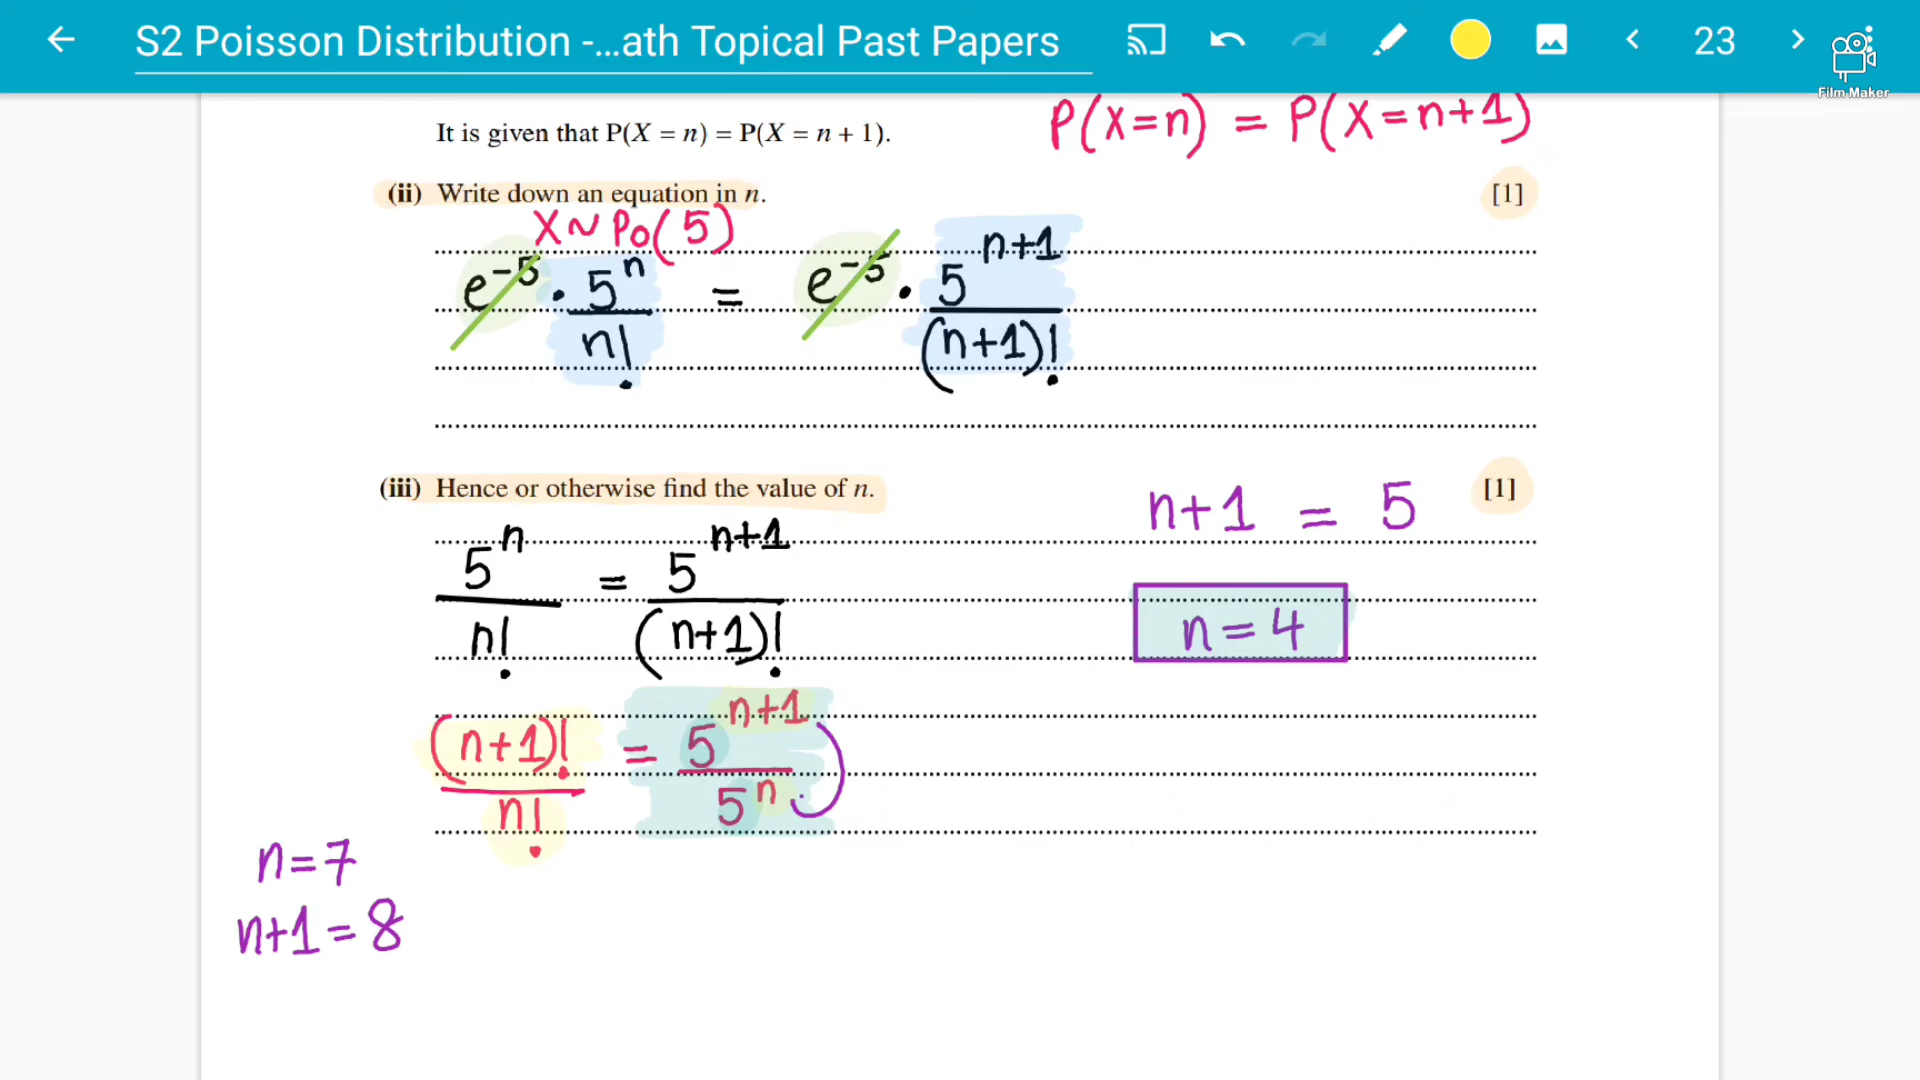 S2 Poisson Distribution -...ath Topical Past Papers 23
Film Maker
It is given that P(X = n) = P(X = n + 1). P(X=n) = P(X=n+1)
(ii) Write down an equation in n. [1]
X~Po(5)
e^-5 · 5^n/n! = e^-5 · 5^n+1/(n+1)!
(iii) Hence or otherwise find the value of n. [1]
n+1 = 5
5^n/n! = 5^n+1/(n+1)!
n=4
(n+1)!/n! = 5^n+1/5^n
n=7
n+1=8